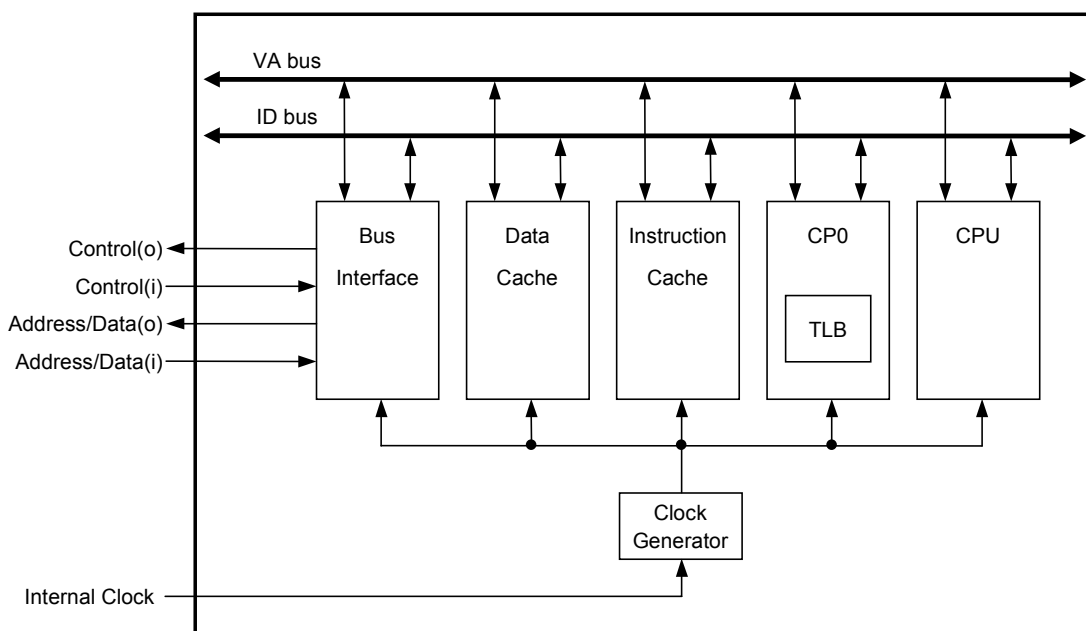 VA bus
ID bus
Bus
Interface
Data
Cache
Instruction
Cache
CP0
TLB
CPU
Control(o)
Control(i)
Address/Data(o)
Address/Data(i)
Clock
Generator
Internal Clock